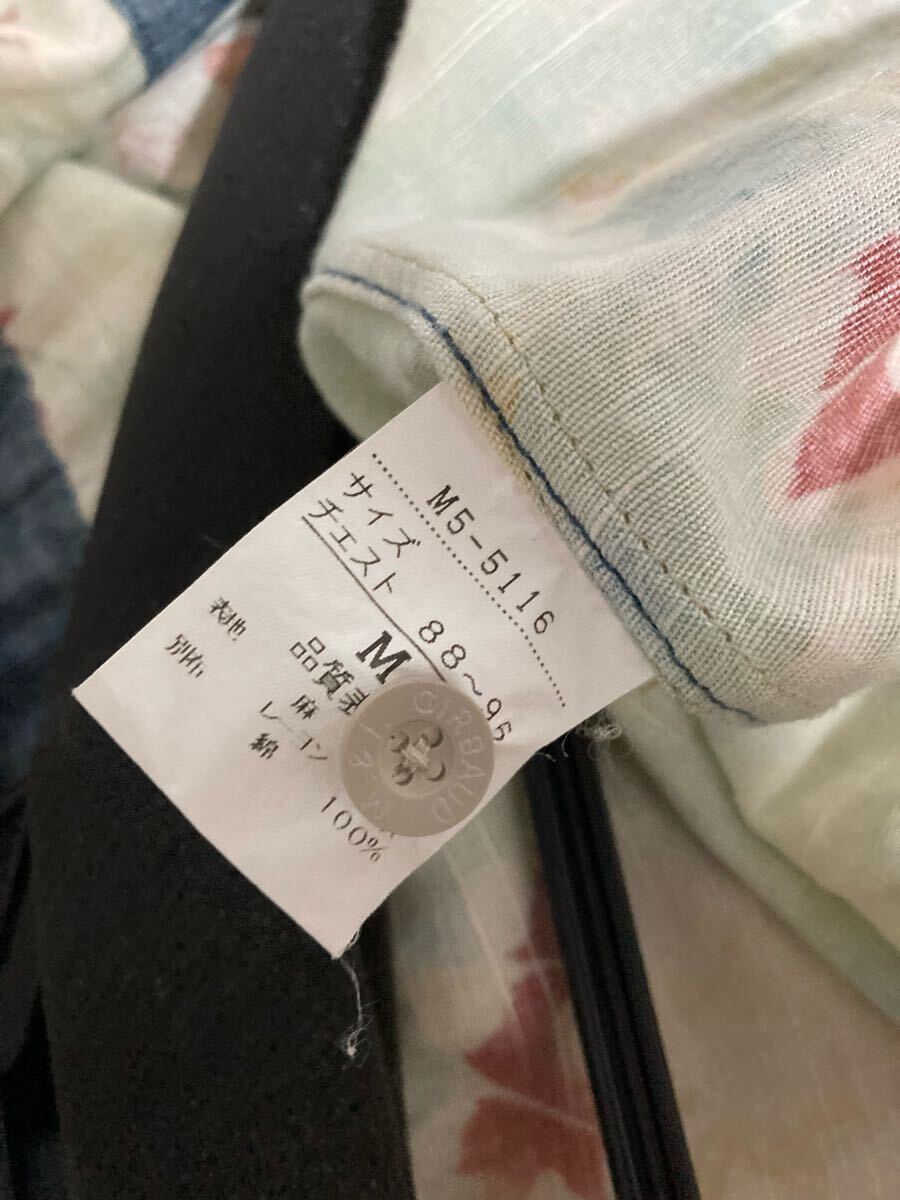 M5-5116
サイズ
チエスト 88~96
M
品質表
表地 麻
レーヨン
別布 綿 100%
GIRBAUD